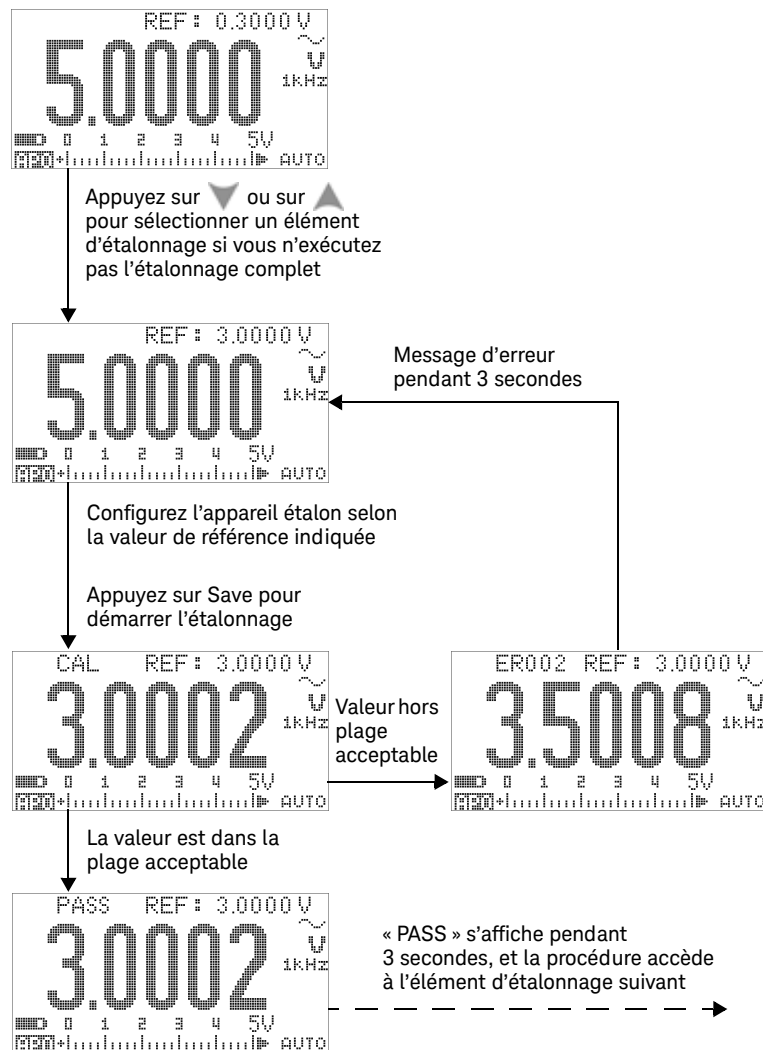 REF: 0.3000 V
5.0000
1kHz
0 1 2 3 4 5V
APO AUTO
Appuyez sur ou sur
pour sélectionner un élément
d'étalonnage si vous n'exécutez
pas l'étalonnage complet
REF: 3.0000 V
5.0000
1kHz
0 1 2 3 4 5V
APO AUTO
Message d'erreur
pendant 3 secondes
Configurez l'appareil étalon selon
la valeur de référence indiquée
Appuyez sur Save pour
démarrer l'étalonnage
CAL REF: 3.0000 V
3.0002
1kHz
0 1 2 3 4 5V
APO AUTO
Valeur hors
plage
acceptable
ER002 REF: 3.0000 V
3.5008
1kHz
0 1 2 3 4 5V
APO AUTO
La valeur est dans la
plage acceptable
PASS REF: 3.0000 V
3.0002
1kHz
0 1 2 3 4 5V
APO AUTO
« PASS » s'affiche pendant
3 secondes, et la procédure accède
à l'élément d'étalonnage suivant